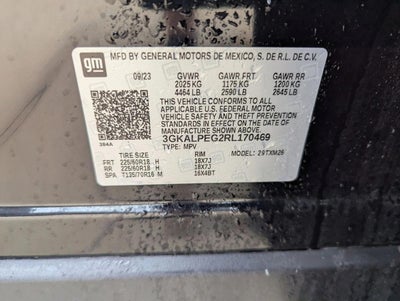 gm
MFD BY GENERAL MOTORS DE MEXICO, S. DE R.L. DE C.V.
09/23 GVWR GAWR FRT GAWR RR
2025 KG 1175 KG 1200 KG
4464 LB 2590 LB 2645 LB
THIS VEHICLE CONFORMS TO ALL APPLICABLE
U.S. FEDERAL MOTOR
VEHICLE SAFETY AND THEFT PREVENTION
STANDARDS IN EFFECT ON THE DATE OF
MANUFACTURE SHOWN ABOVE.
3GKALPEG2RL170469
TYPE: MPV MODEL: 29TXM26
384A
TIRE SIZE RIM
FRT 225/60R18 H 18X7J
RR 225/60R18 H 18X7J
SPA T135/70R16 M 16X4BT